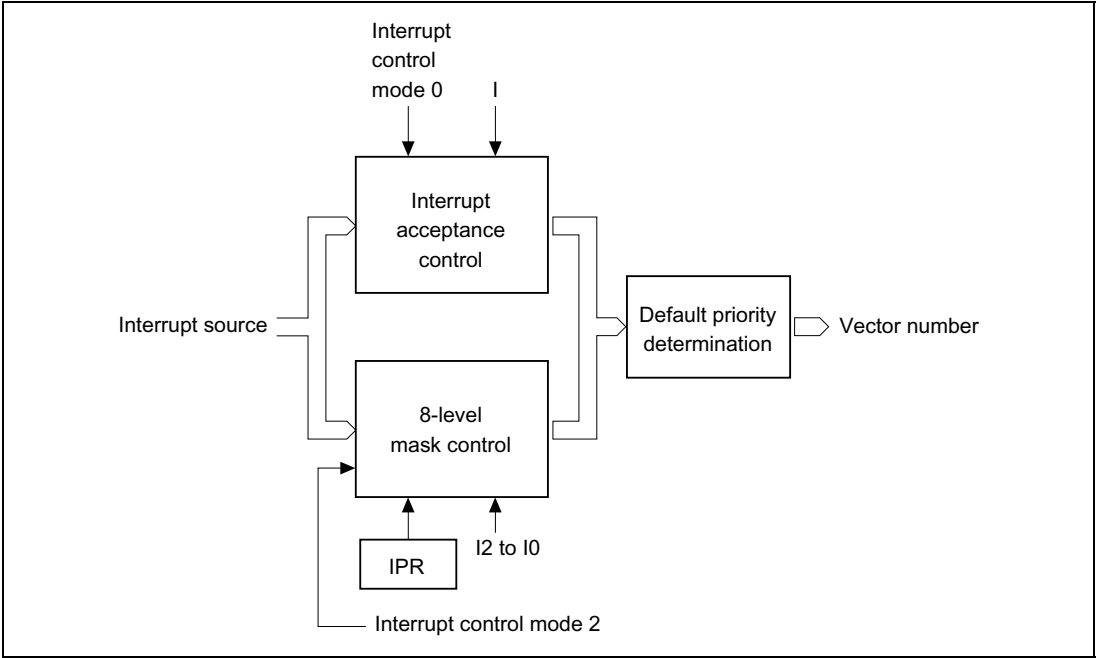 Interrupt
control
mode 0
I
Interrupt
acceptance
control
Interrupt source
Default priority
determination
Vector number
8-level
mask control
I2 to I0
IPR
Interrupt control mode 2